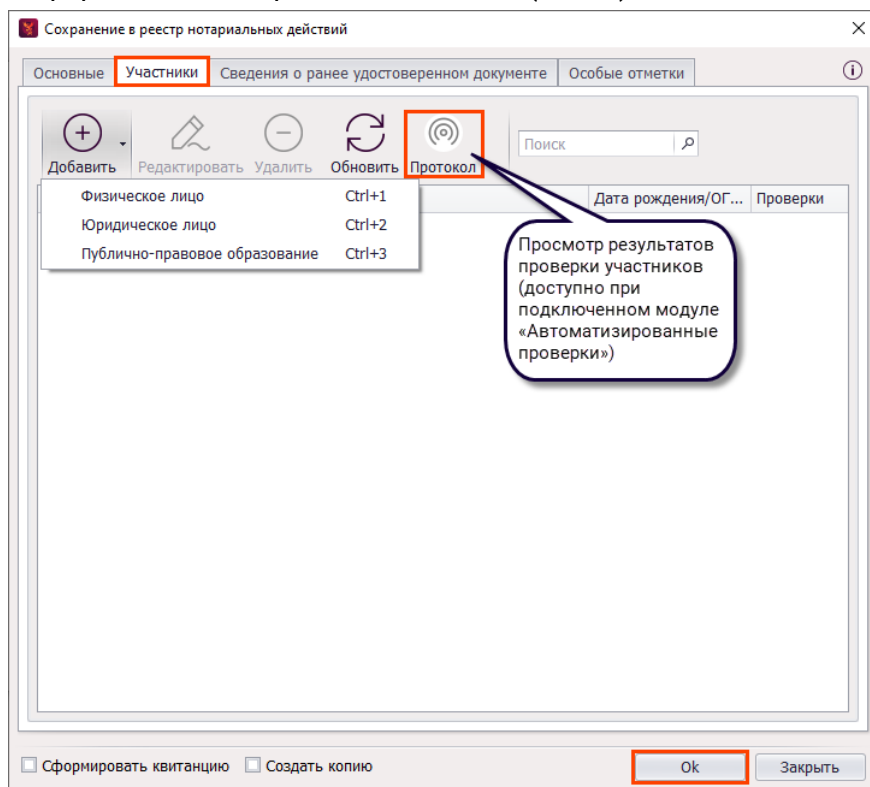 Сохранение в реестр нотариальных действий
Основные Участники Сведения о ранее удостоверенном документе Особые отметки
Добавить Редактировать Удалить Обновить Протокол Поиск
Физическое лицо Ctrl+1
Юридическое лицо Ctrl+2
Публично-правовое образование Ctrl+3
Дата рождения/ОГ... Проверки
Просмотр результатов
проверки участников
(доступно при
подключенном модуле
«Автоматизированные
проверки»)
Сформировать квитанцию Создать копию Ok Закрыть